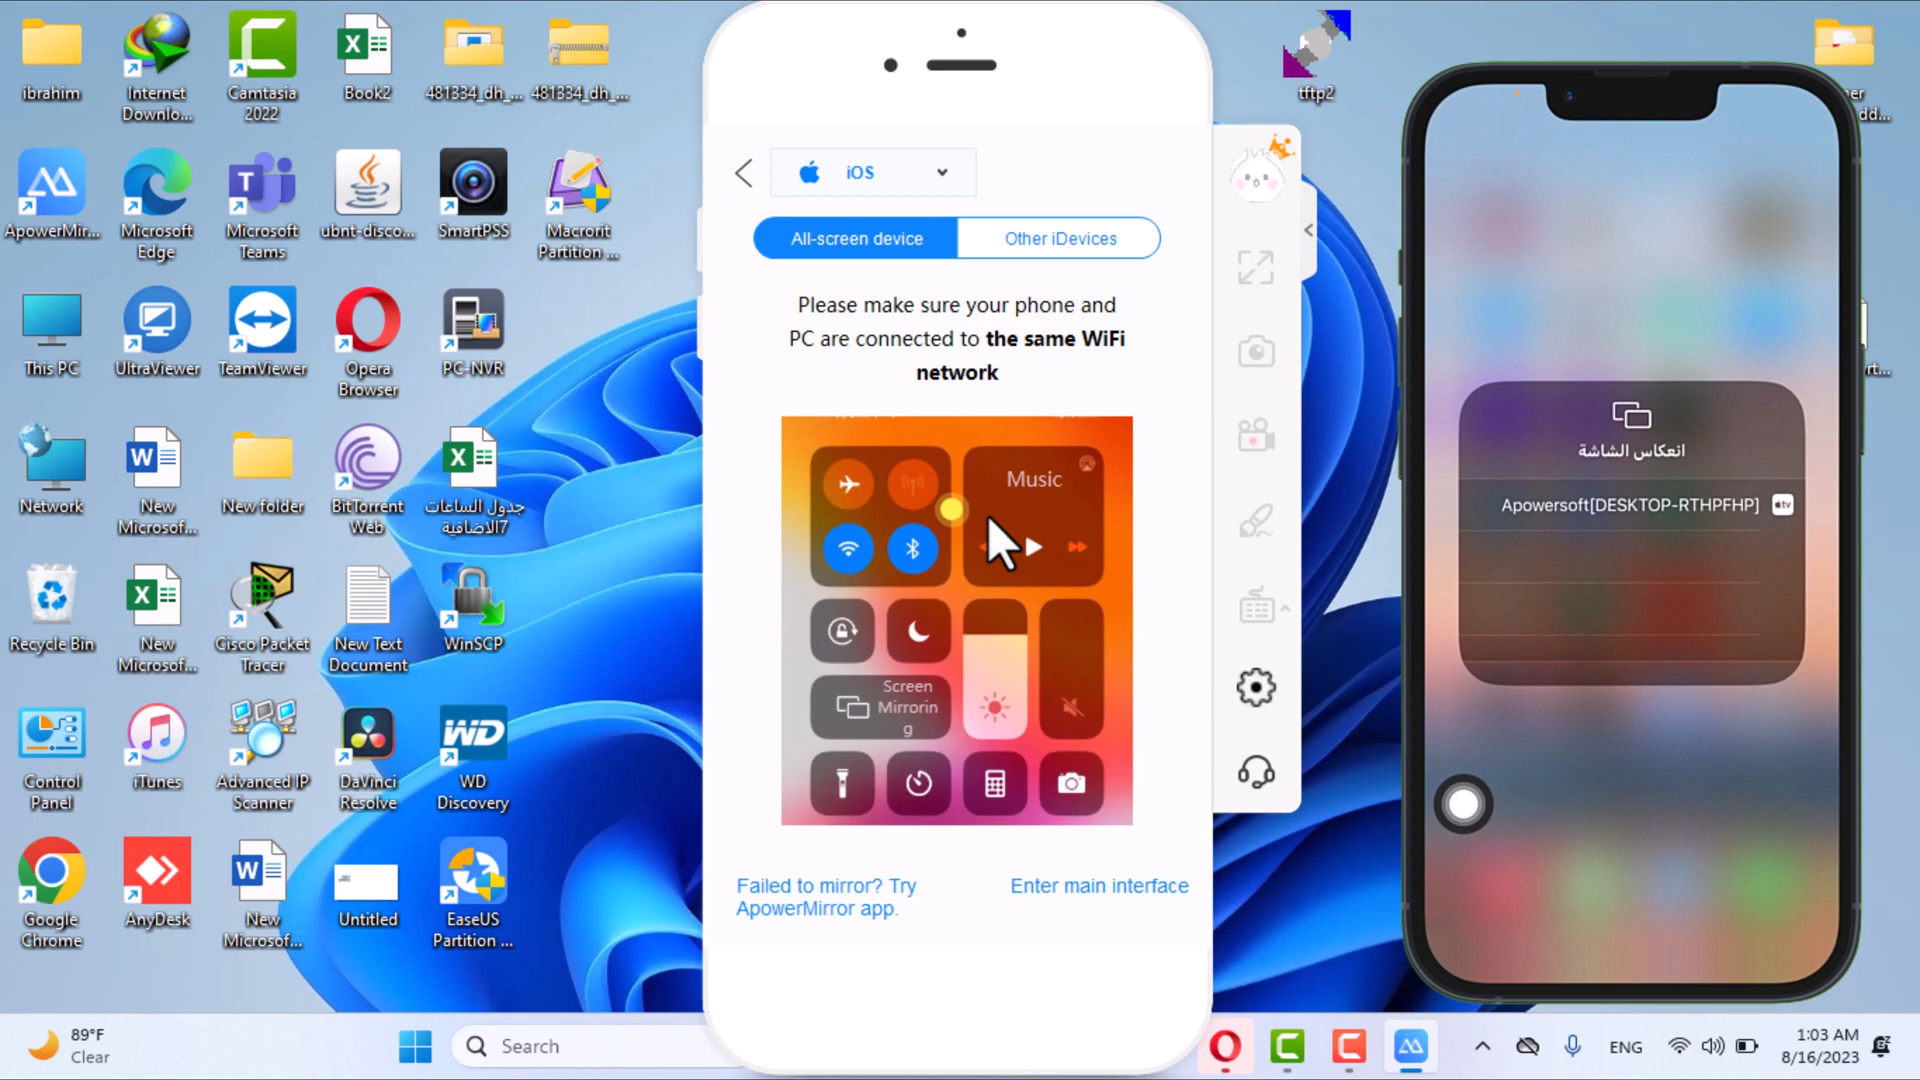 ibrahim
Internet
Downlo...
Camtasia
2022
Book2
481334_dh_...
481334_dh_...
tftp2
dd...
ApowerMir...
Microsoft
Edge
Microsoft
Teams
ubnt-disco...
SmartPSS
Macrorit
Partition ...
This PC
UltraViewer
TeamViewer
Opera
Browser
PC-NVR
Network
New
Microsof...
New folder
BitTorrent
Web
جدول الساعات
الاضافية7
Recycle Bin
New
Microsof...
Cisco Packet
Tracer
New Text
Document
WinSCP
Control
Panel
iTunes
Advanced IP
Scanner
DaVinci
Resolve
WD
WD
Discovery
Google
Chrome
AnyDesk
New
Microsof...
Untitled
EaseUS
Partition ...
iOS
All-screen device
Other iDevices
Please make sure your phone and
PC are connected to the same WiFi
network
Music
Screen
Mirrorin
g
Failed to mirror? Try
ApowerMirror app.
Enter main interface
انعكاس الشاشة
Apowersoft[DESKTOP-RTHPFHP]
tv
89°F
Clear
Search
ENG
1:03 AM
8/16/2023